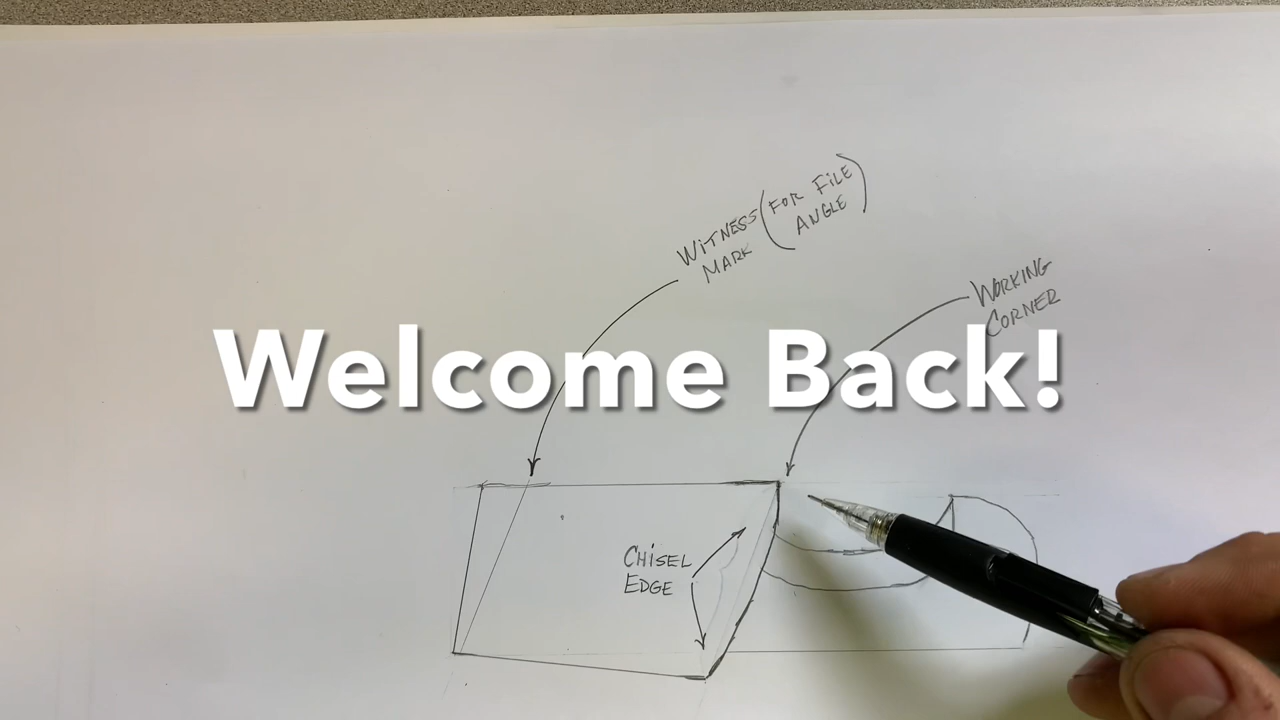 WITNESS (FOR FILE
MARK ANGLE)
WORKING
CORNER
Welcome Back!
CHISEL
EDGE